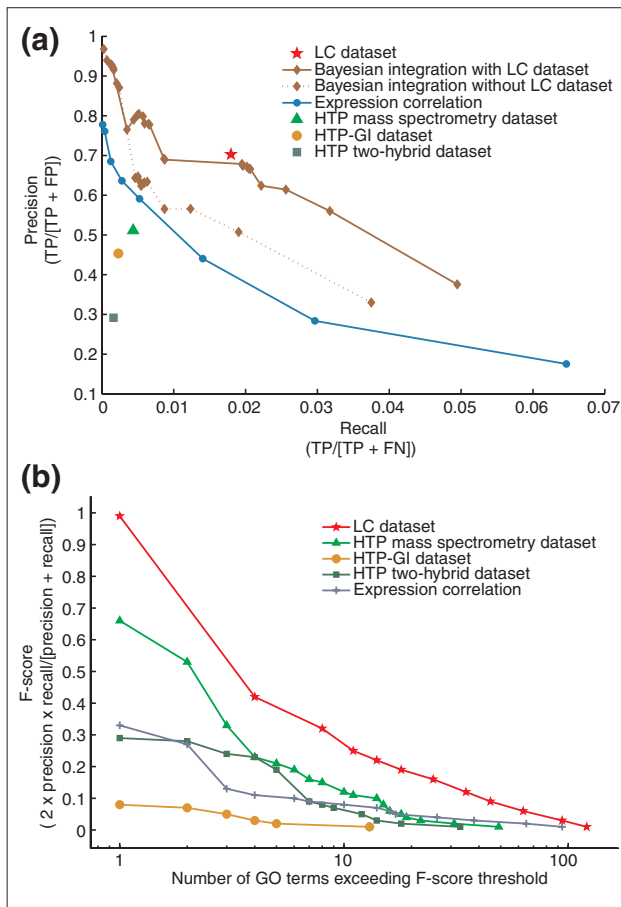 (a)
1
0.9
0.8
0.7
0.6
0.5
0.4
0.3
0.2
0.1
Precision
(TP/[TP + FP])
LC dataset
Bayesian integration with LC dataset
Bayesian integration without LC dataset
Expression correlation
HTP mass spectrometry dataset
HTP-GI dataset
HTP two-hybrid dataset
0 0.01 0.02 0.03 0.04 0.05 0.06 0.07
Recall
(TP/[TP + FN])
(b)
1
0.9
0.8
0.7
0.6
0.5
0.4
0.3
0.2
0.1
0
F-score
( 2 x precision x recall/[precision + recall])
LC dataset
HTP mass spectrometry dataset
HTP-GI dataset
HTP two-hybrid dataset
Expression correlation
1 10 100
Number of GO terms exceeding F-score threshold